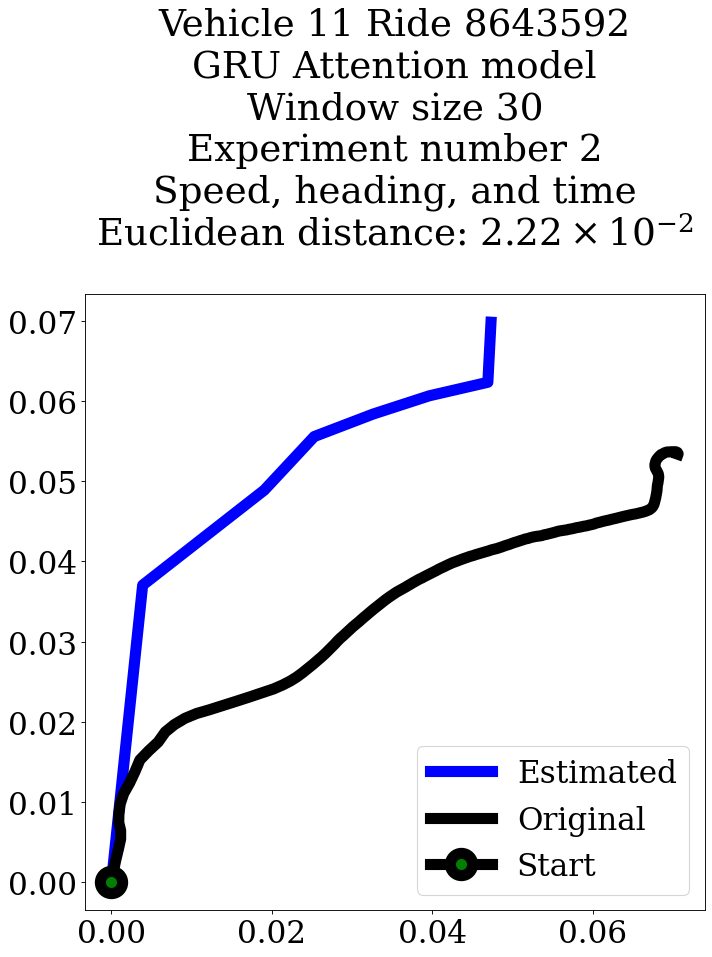 Vehicle 11 Ride 8643592
GRU Attention model
Window size 30
Experiment number 2
Speed, heading, and time
Euclidean distance: 2.22 × 10⁻²
0.07
0.06
0.05
0.04
0.03
0.02
0.01
0.00
Estimated
Original
Start
0.00 0.02 0.04 0.06